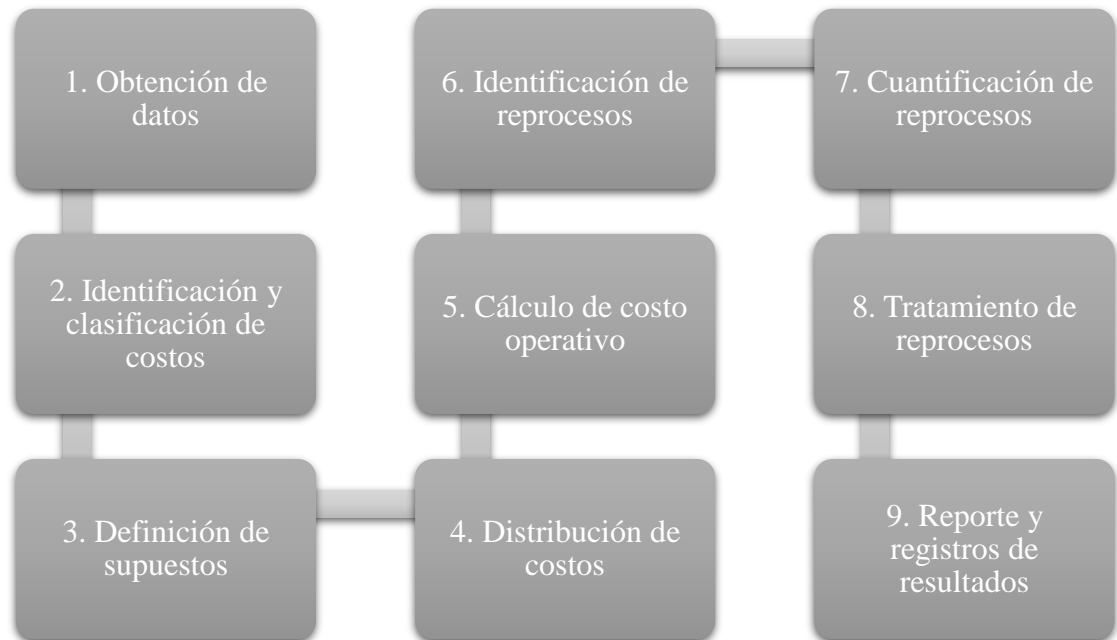 1. Obtención de
datos
2. Identificación y
clasificación de
costos
3. Definición de
supuestos
4. Distribución de
costos
5. Cálculo de costo
operativo
6. Identificación de
reprocesos
7. Cuantificación de
reprocesos
8. Tratamiento de
reprocesos
9. Reporte y
registros de
resultados